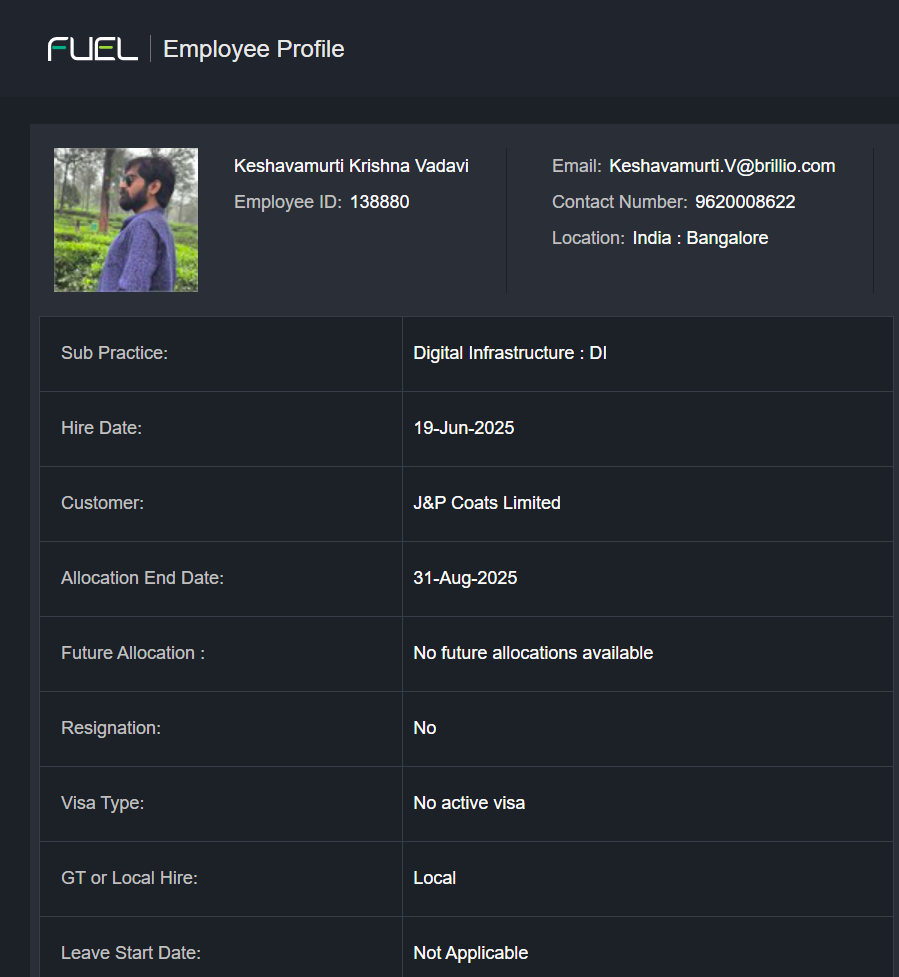 FUEL Employee Profile
Keshavamurti Krishna Vadavi
Employee ID: 138880
Email: Keshavamurti.V@brillio.com
Contact Number: 9620008622
Location: India : Bangalore
Sub Practice: Digital Infrastructure : DI
Hire Date: 19-Jun-2025
Customer: J&P Coats Limited
Allocation End Date: 31-Aug-2025
Future Allocation : No future allocations available
Resignation: No
Visa Type: No active visa
GT or Local Hire: Local
Leave Start Date: Not Applicable